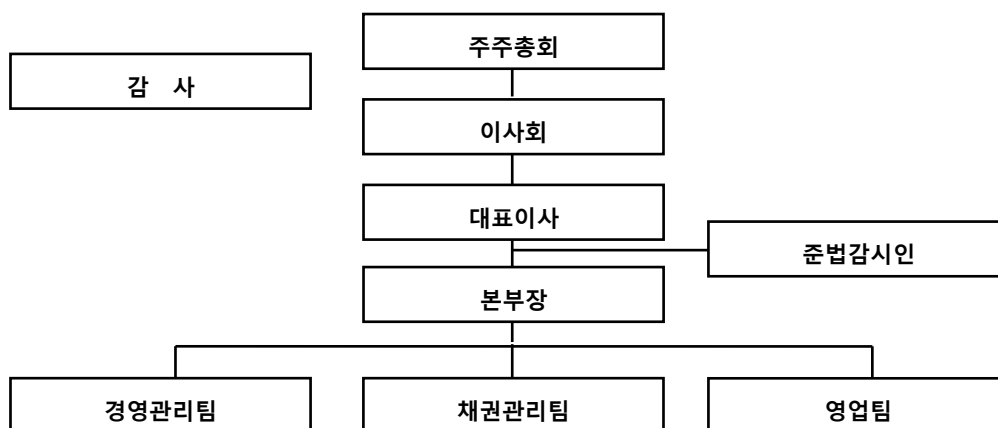 주주총회
감 사
이사회
대표이사
준법감시인
본부장
경영관리팀
채권관리팀
영업팀